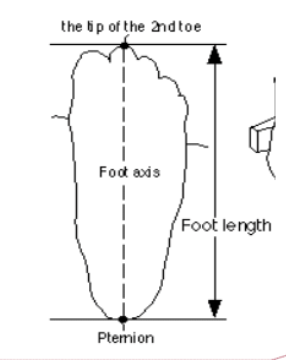 the tip of the 2nd toe
Foot axis
Foot length
Pternion